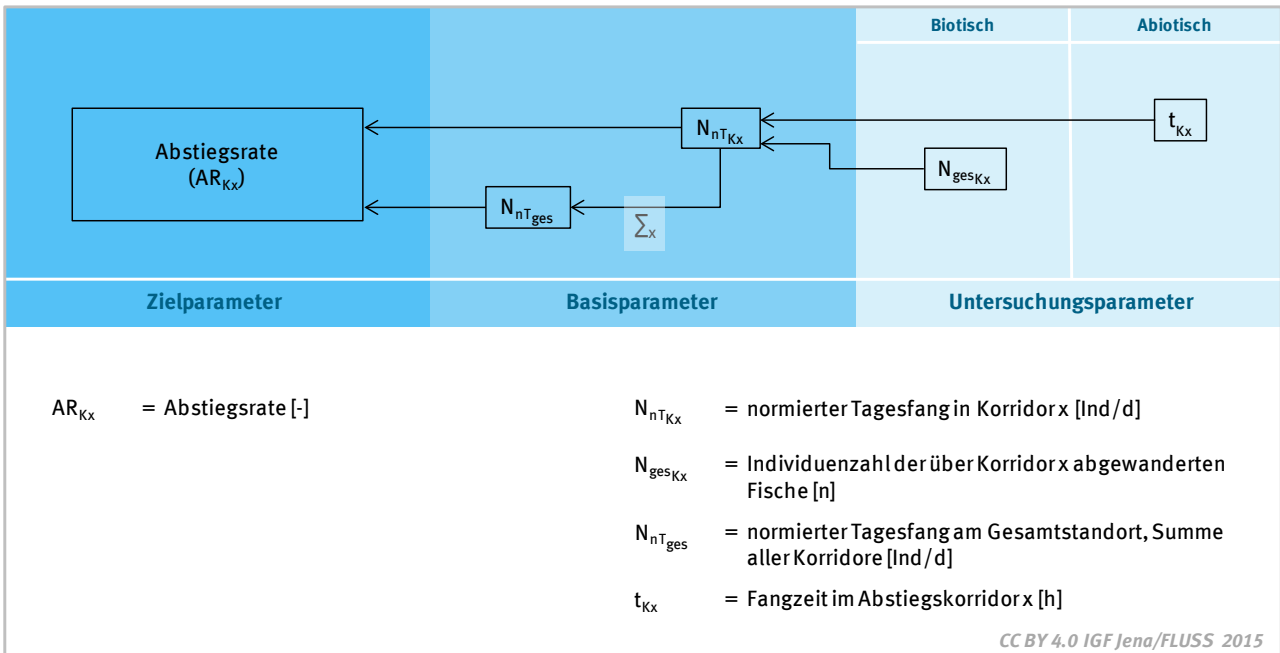 Biotisch
Abiotisch
Abstiegsrate
(AR_Kx)
N_nT_Kx
t_Kx
N_ges_Kx
N_nT_ges
∑_x
Zielparameter
Basisparameter
Untersuchungsparameter
AR_Kx = Abstiegsrate [-]
N_nT_Kx = normierter Tagesfang in Korridor x [Ind/d]
N_ges_Kx = Individuenzahl der über Korridor x abgewanderten
Fische [n]
N_nT_ges = normierter Tagesfang am Gesamtstandort, Summe
aller Korridore [Ind/d]
t_Kx = Fangzeit im Abstiegskorridor x [h]
CC BY 4.0 IGF Jena/FLUSS 2015